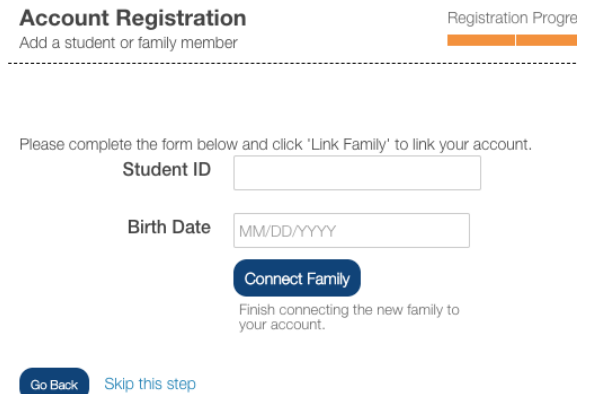 Account Registration
Registration Progre
Add a student or family member
Please complete the form below and click 'Link Family' to link your account.
Student ID
Birth Date
MM/DD/YYYY
Connect Family
Finish connecting the new family to
your account.
Go Back
Skip this step